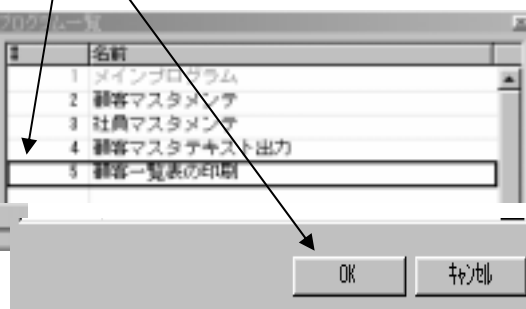 プログラム一覧
# 名前
1 メインプログラム
2 顧客マスタメンテ
3 社員マスタメンテ
4 顧客マスタテキスト出力
5 顧客一覧表の印刷
OK キャンセル